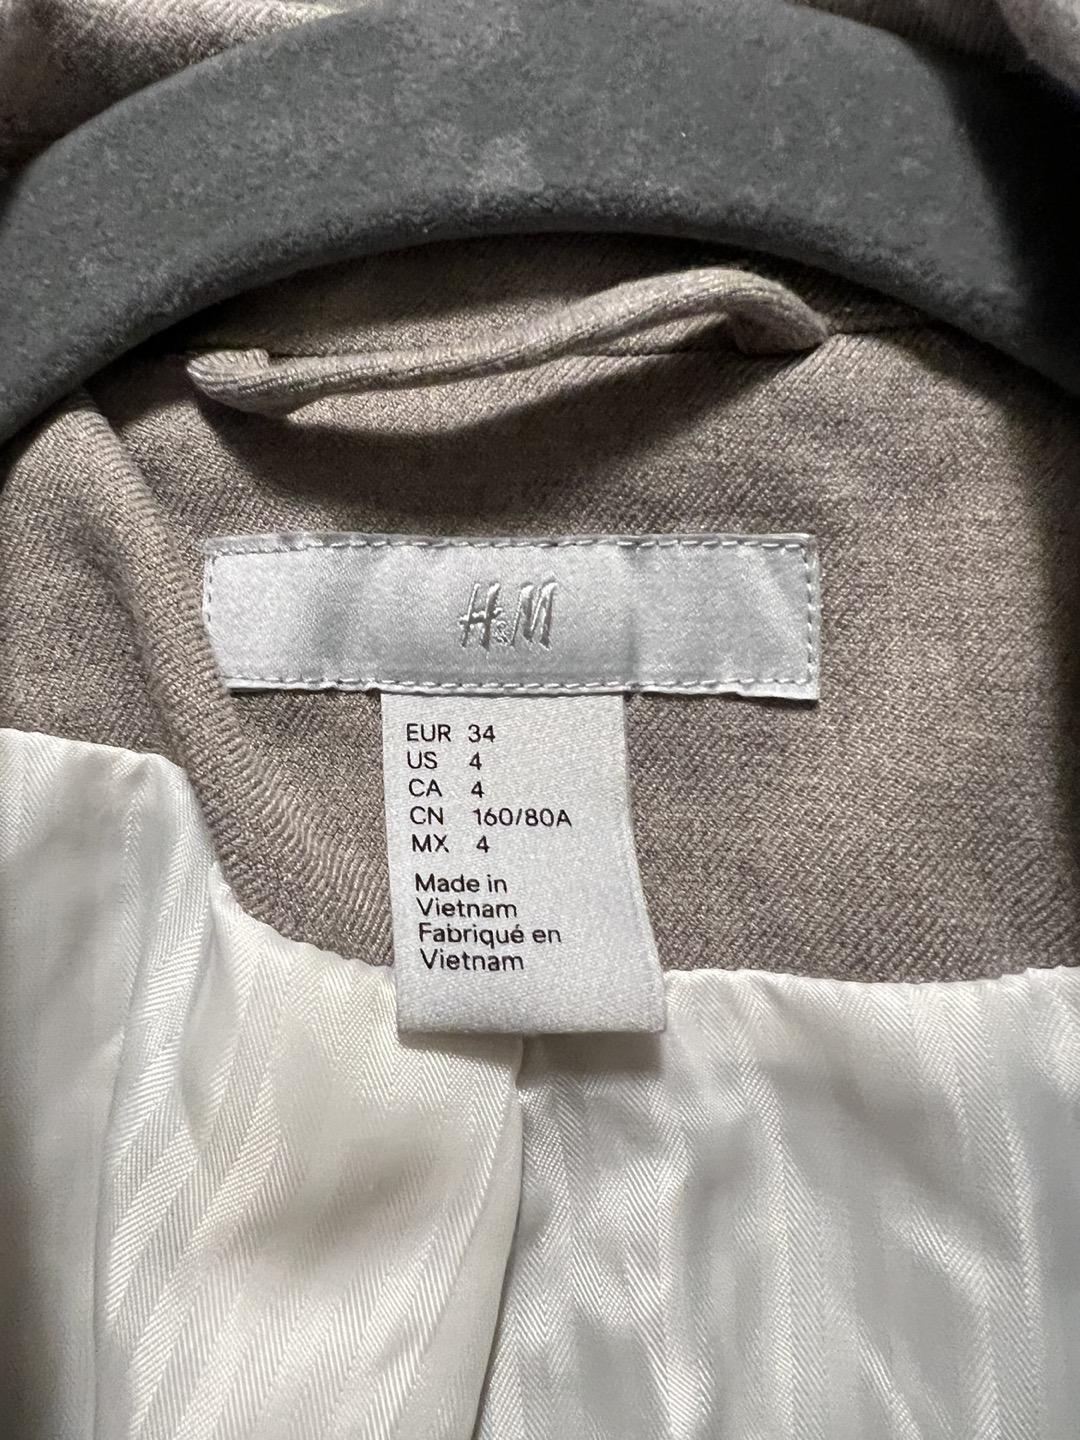 H&M
EUR 34
US 4
CA 4
CN 160/80A
MX 4
Made in
Vietnam
Fabriqué en
Vietnam